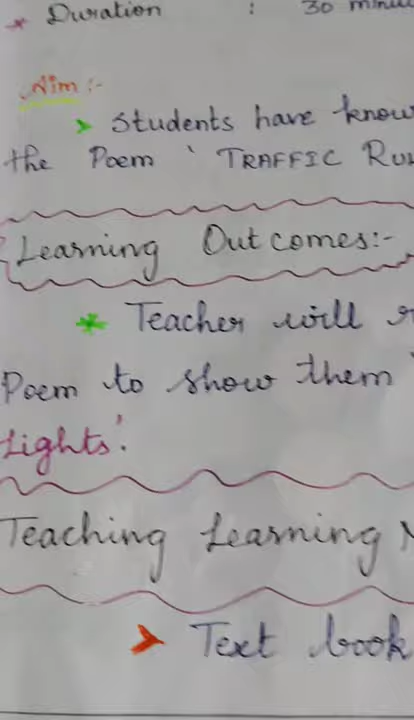 * Duration : 30
Aim :-
Students have
the Poem ' TRAFFIC
Learning Outcomes:-
* Teacher will
Poem to show them
Lights'.
Teaching Learning
Text book